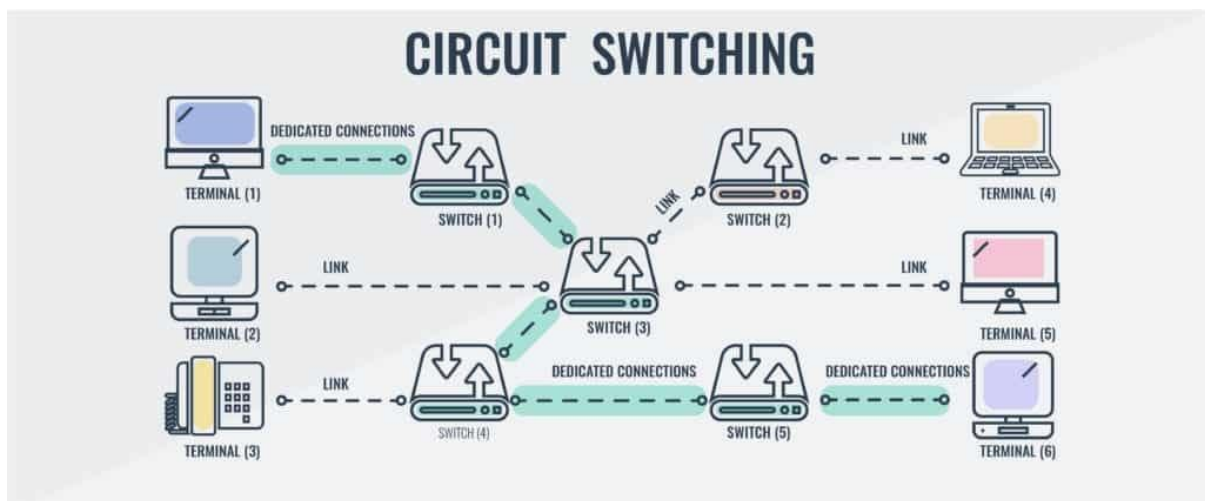 CIRCUIT SWITCHING
DEDICATED CONNECTIONS
LINK
TERMINAL (1)
SWITCH (1)
LINK
SWITCH (2)
TERMINAL (4)
LINK
LINK
TERMINAL (2)
SWITCH (3)
TERMINAL (5)
LINK
DEDICATED CONNECTIONS
DEDICATED CONNECTIONS
TERMINAL (3)
SWITCH (4)
SWITCH (5)
TERMINAL (6)